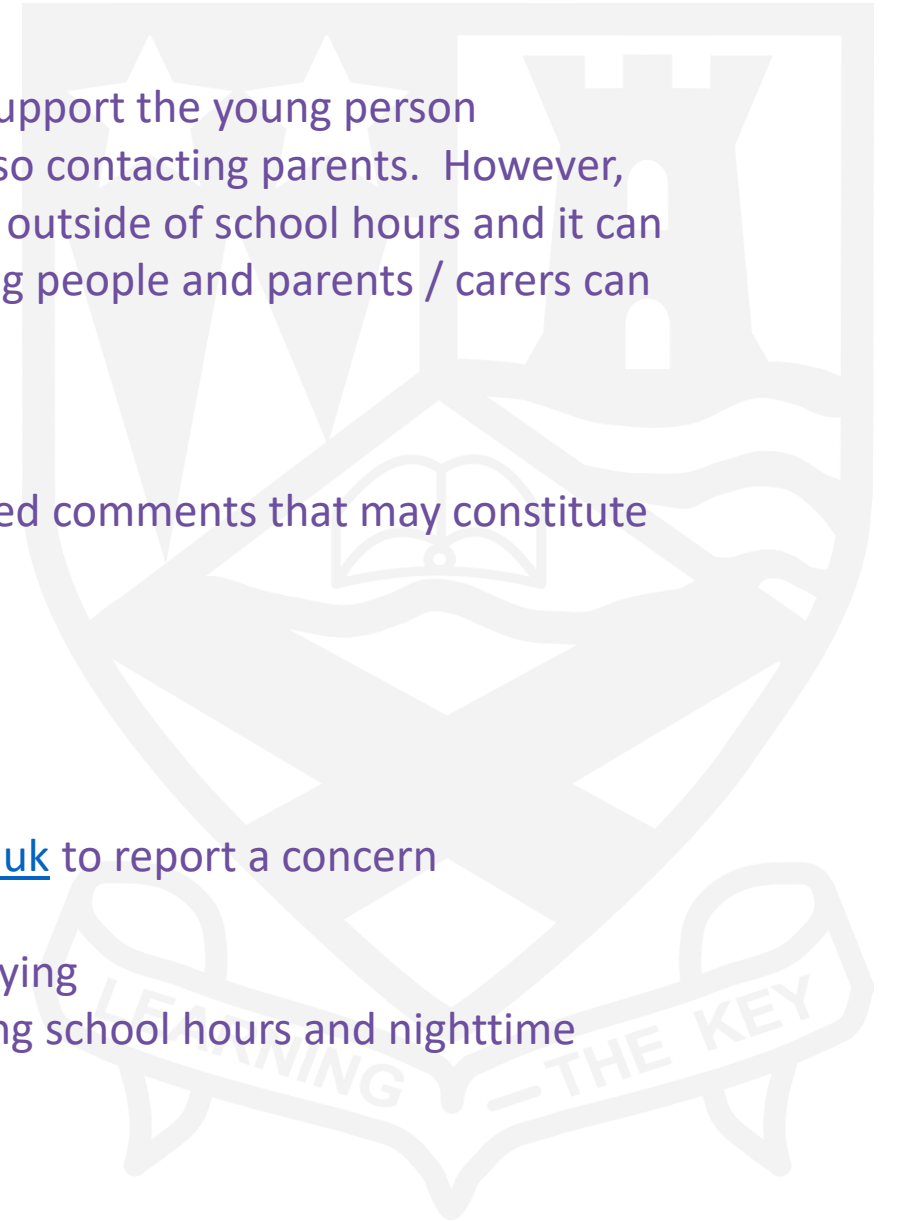 upport the young person
so contacting parents.  However,
outside of school hours and it can
g people and parents / carers can
ed comments that may constitute
uk to report a concern
ying
ng school hours and nighttime
LEARNING – THE KEY